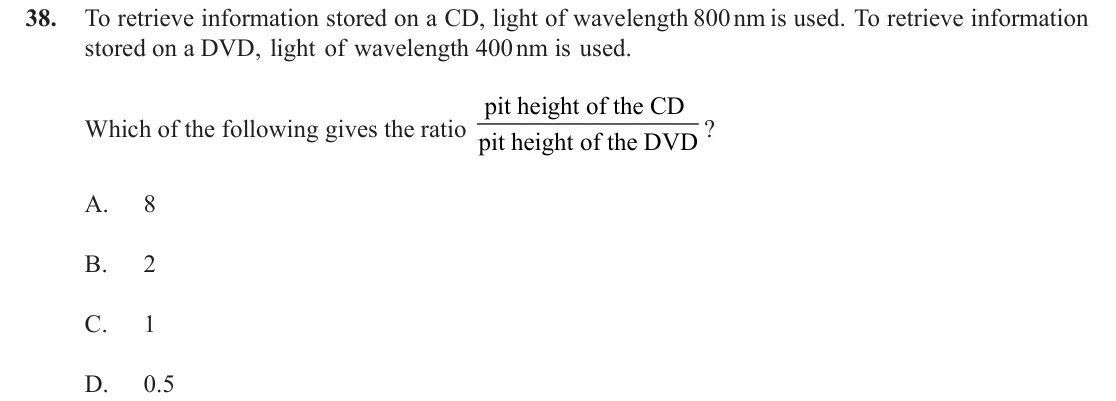 38. To retrieve information stored on a CD, light of wavelength 800 nm is used. To retrieve information
stored on a DVD, light of wavelength 400 nm is used.
Which of the following gives the ratio pit height of the CD / pit height of the DVD ?
A. 8
B. 2
C. 1
D. 0.5